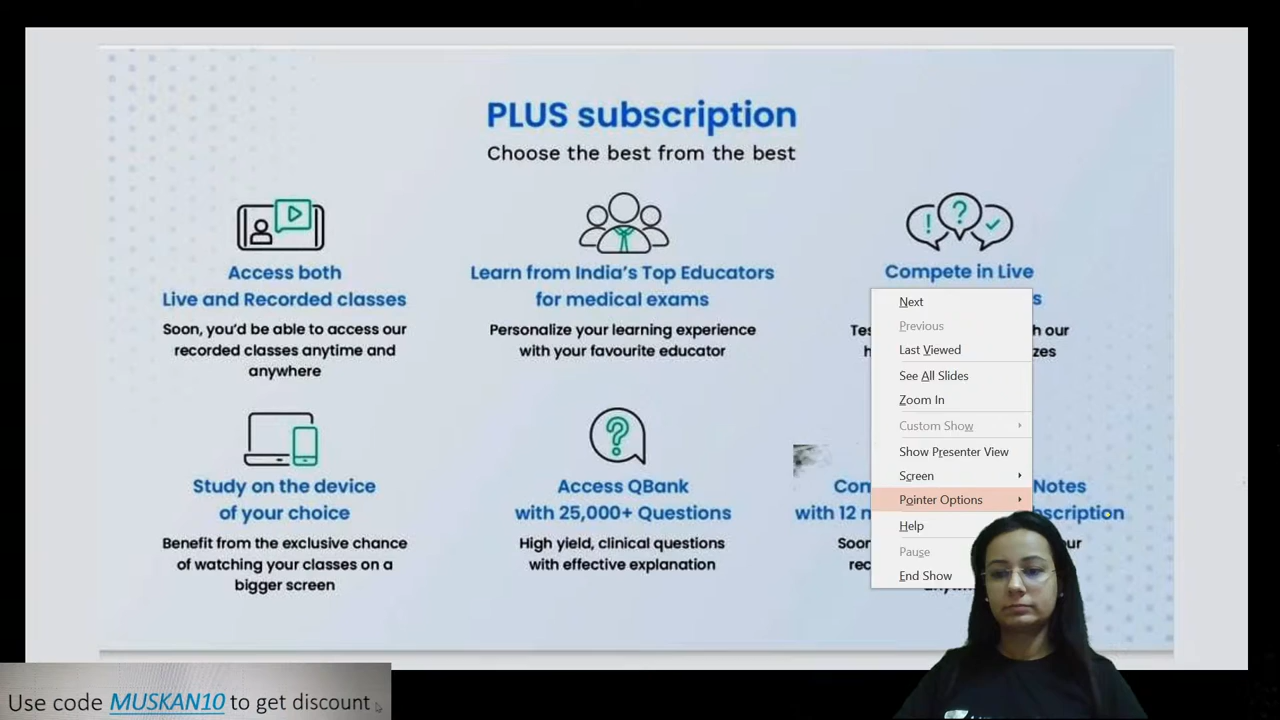 PLUS subscription
Choose the best from the best
Access both
Live and Recorded classes
Soon, you'd be able to access our
recorded classes anytime and
anywhere
Learn from India's Top Educators
for medical exams
Personalize your learning experience
with your favourite educator
Compete in Live
Next
Previous
Last Viewed
See All Slides
Zoom In
Custom Show
Show Presenter View
Screen
Pointer Options
Help
Pause
End Show
Study on the device
of your choice
Benefit from the exclusive chance
of watching your classes on a
bigger screen
Access QBank
with 25,000+ Questions
High yield, clinical questions
with effective explanation
Notes
with 12
Soon
Use code MUSKAN10 to get discount